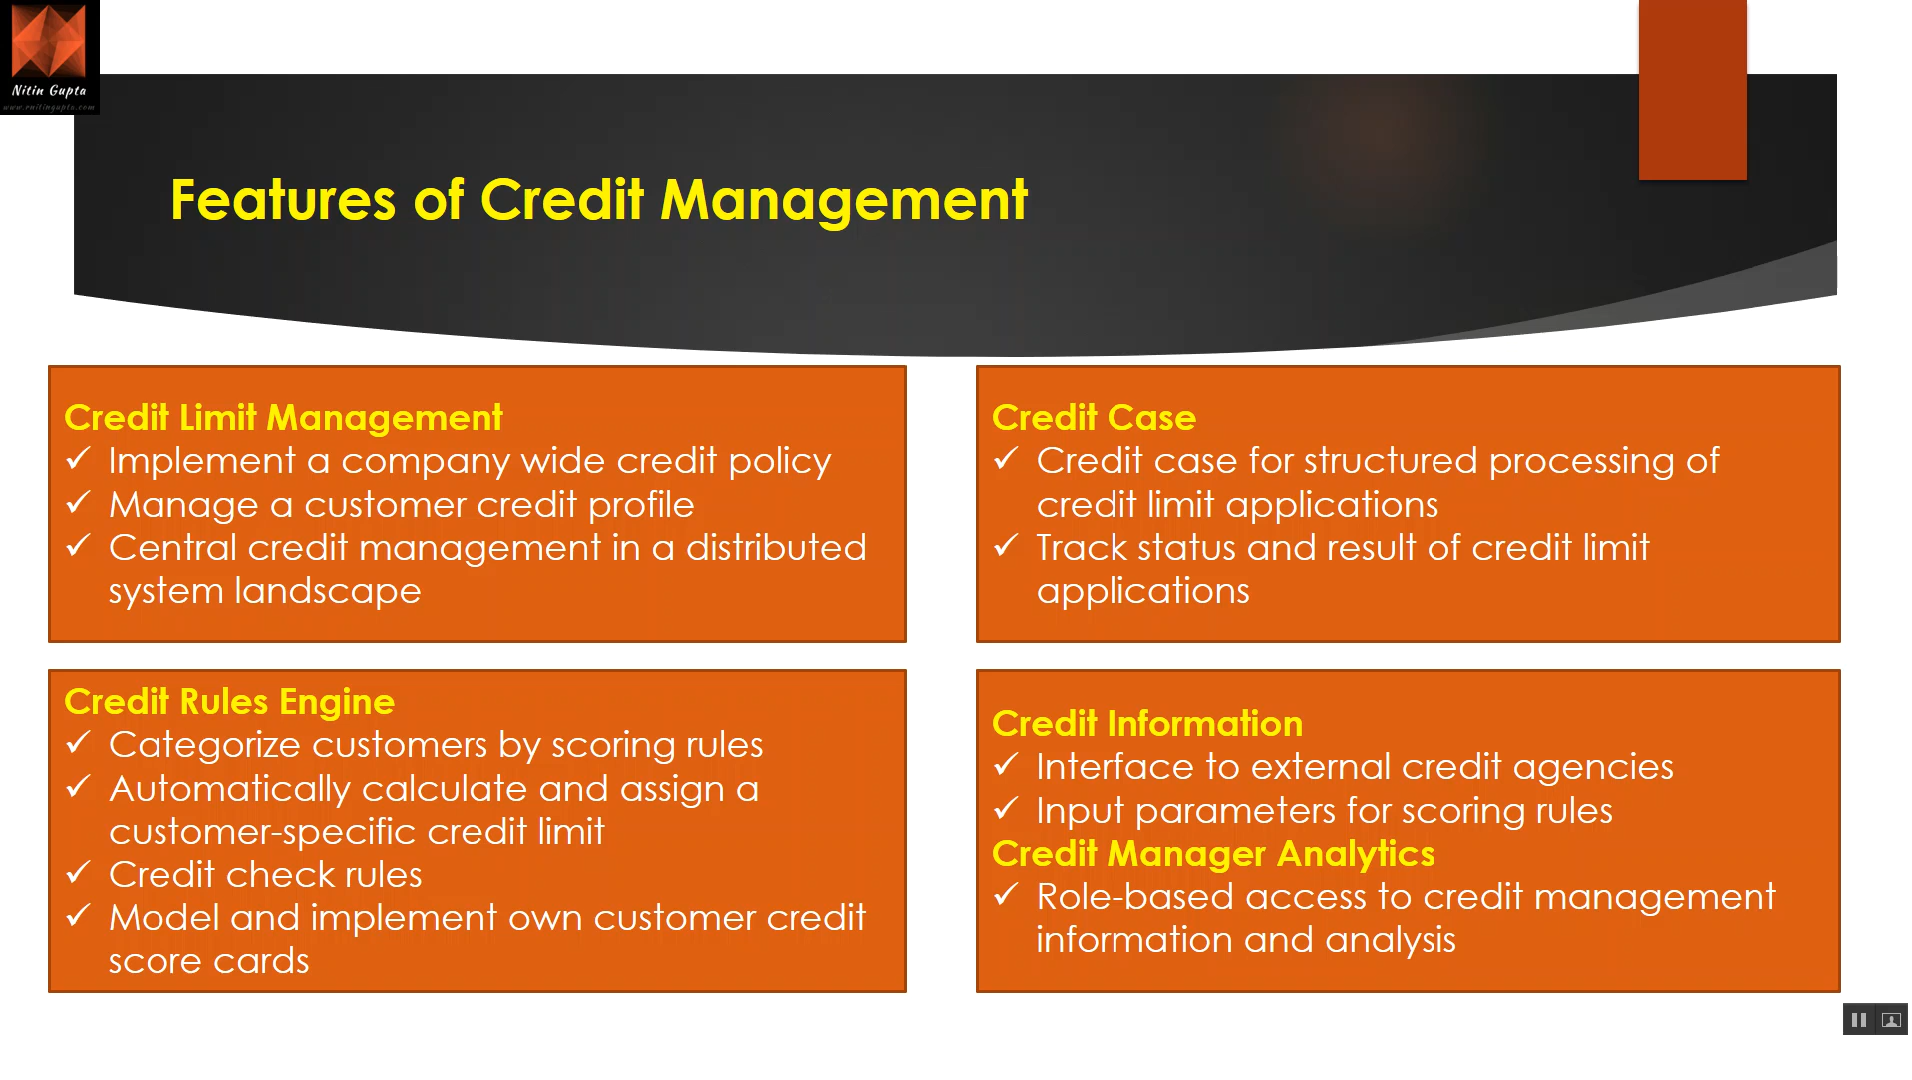 Nitin Gupta
www.rnitingupta.com
Features of Credit Management
Credit Limit Management
✓ Implement a company wide credit policy
✓ Manage a customer credit profile
✓ Central credit management in a distributed
system landscape
Credit Case
✓ Credit case for structured processing of
credit limit applications
✓ Track status and result of credit limit
applications
Credit Rules Engine
✓ Categorize customers by scoring rules
✓ Automatically calculate and assign a
customer-specific credit limit
✓ Credit check rules
✓ Model and implement own customer credit
score cards
Credit Information
✓ Interface to external credit agencies
✓ Input parameters for scoring rules
Credit Manager Analytics
✓ Role-based access to credit management
information and analysis